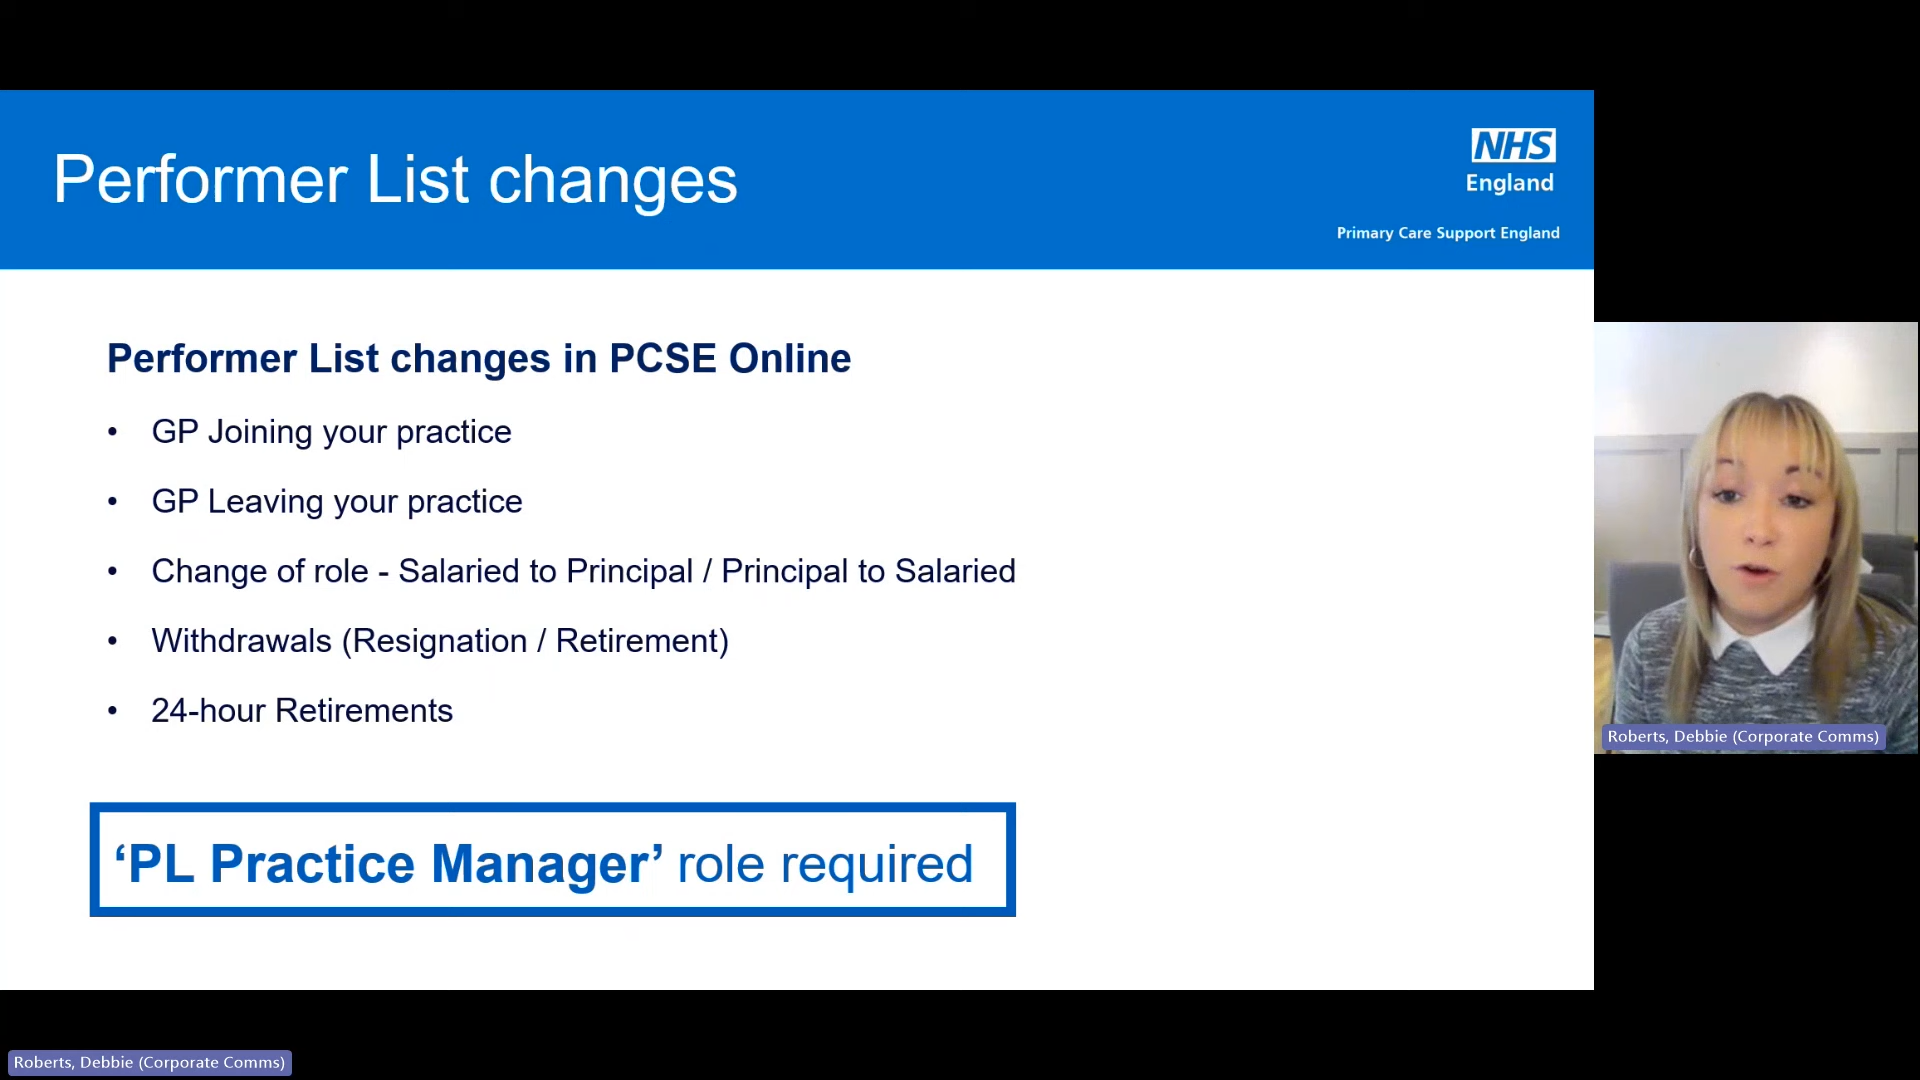 Performer List changes
NHS
England
Primary Care Support England
Performer List changes in PCSE Online
• GP Joining your practice
• GP Leaving your practice
• Change of role - Salaried to Principal / Principal to Salaried
• Withdrawals (Resignation / Retirement)
• 24-hour Retirements
‘PL Practice Manager’ role required
Roberts, Debbie (Corporate Comms)
Roberts, Debbie (Corporate Comms)